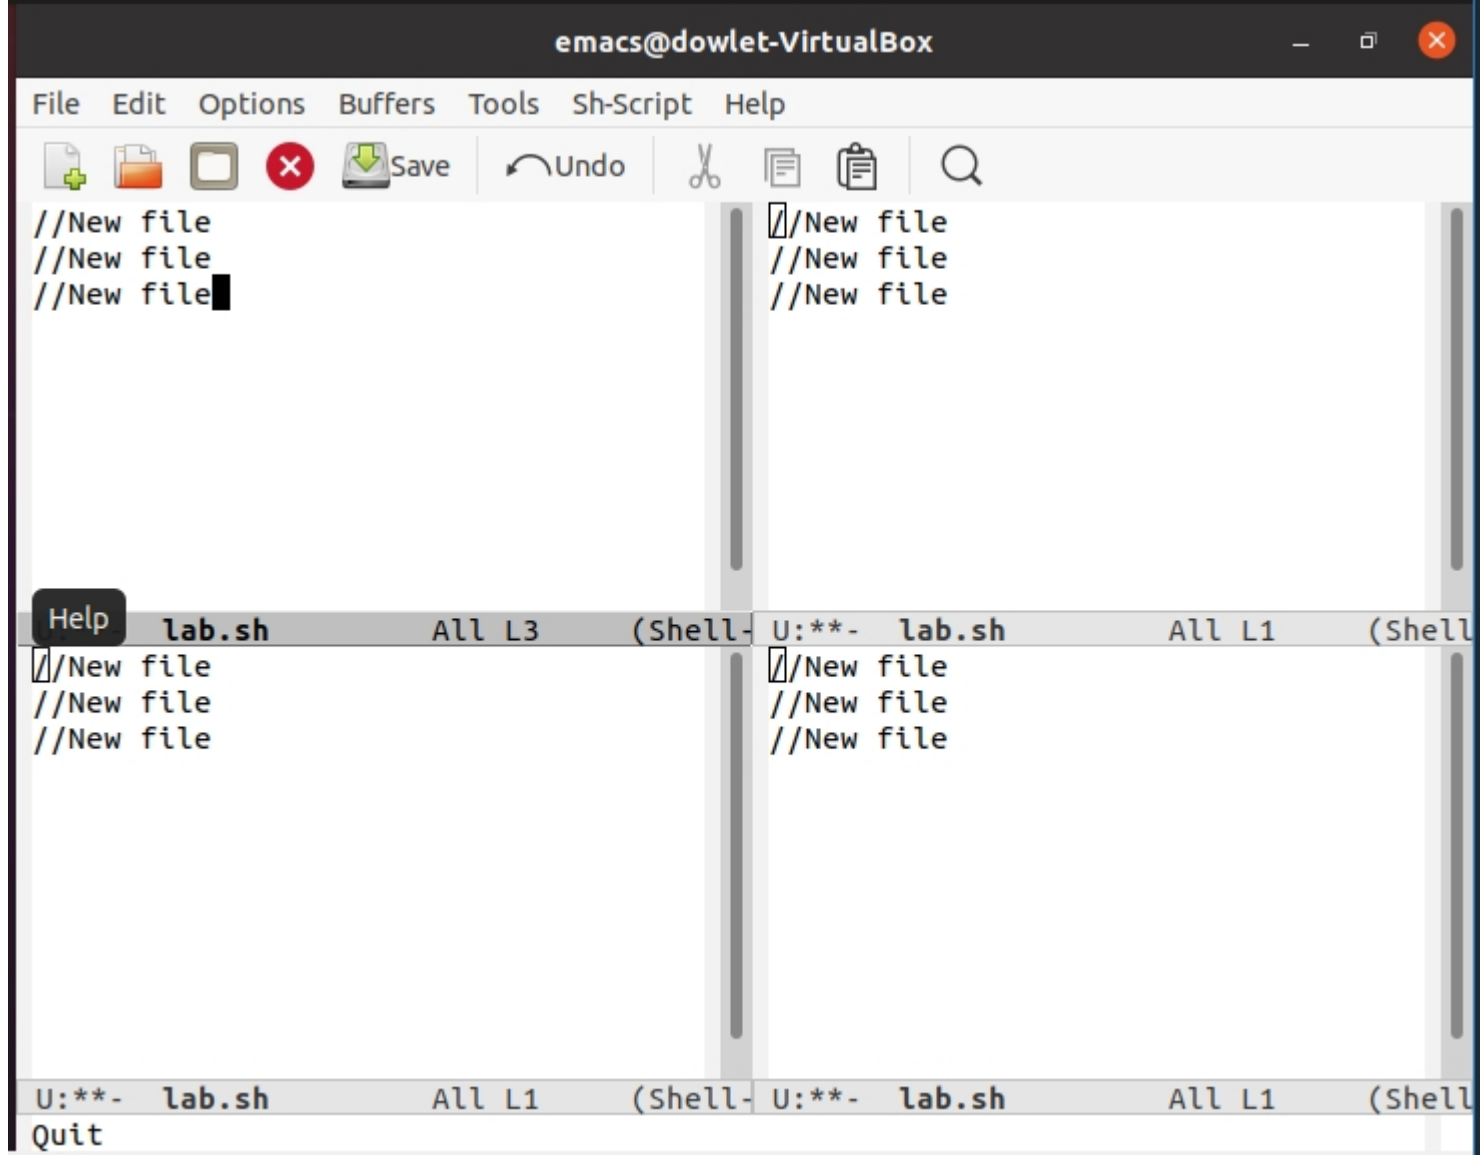 emacs@dowlet-VirtualBox
File Edit Options Buffers Tools Sh-Script Help
Save Undo
//New file
//New file
//New file
//New file
//New file
//New file
Help
lab.sh All L3 (Shell-
U:**- lab.sh All L1 (Shell
//New file
//New file
//New file
//New file
//New file
//New file
U:**- lab.sh All L1 (Shell-
U:**- lab.sh All L1 (Shell
Quit